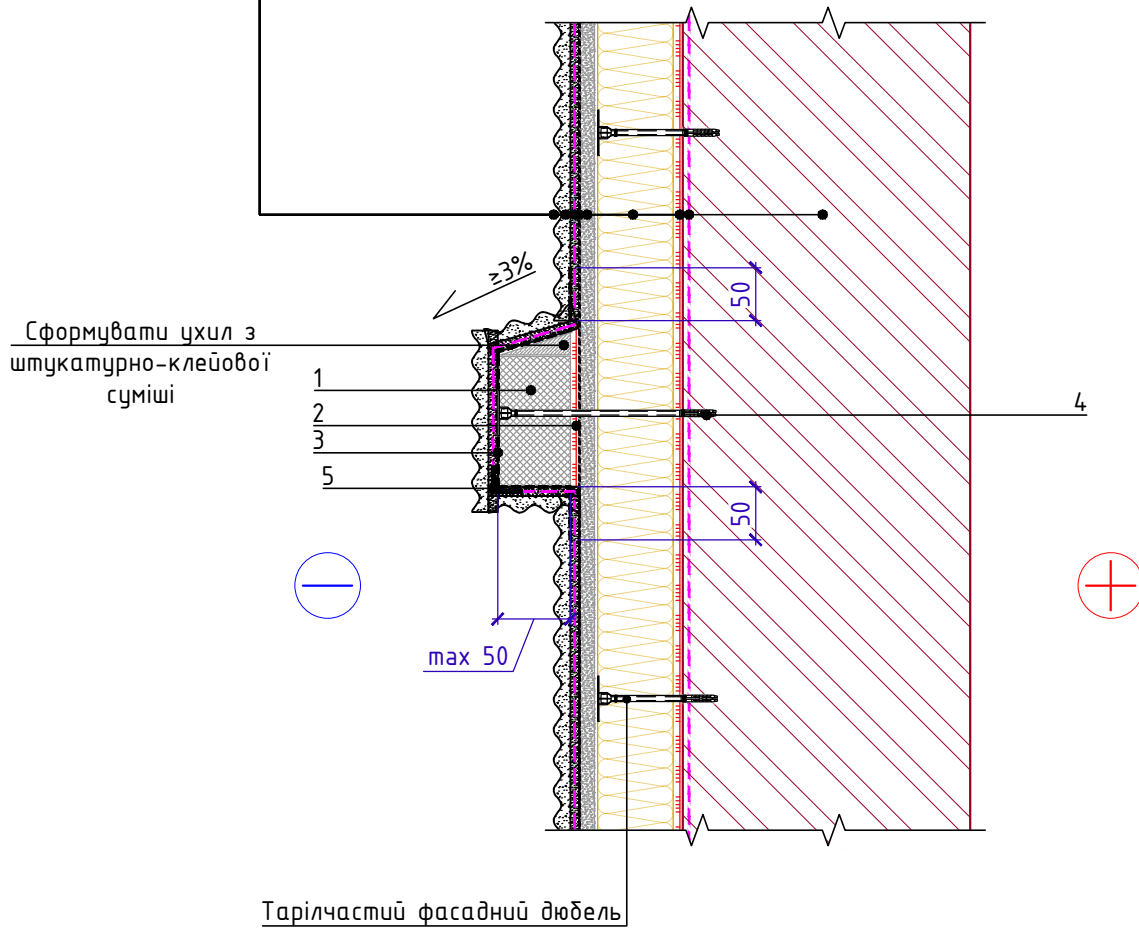 ≥3%
50
Сформувати ухил з
штукатурно-клейової
суміші
1
2
3
4
5
50
max 50
Тарілчастий фасадний дюбель